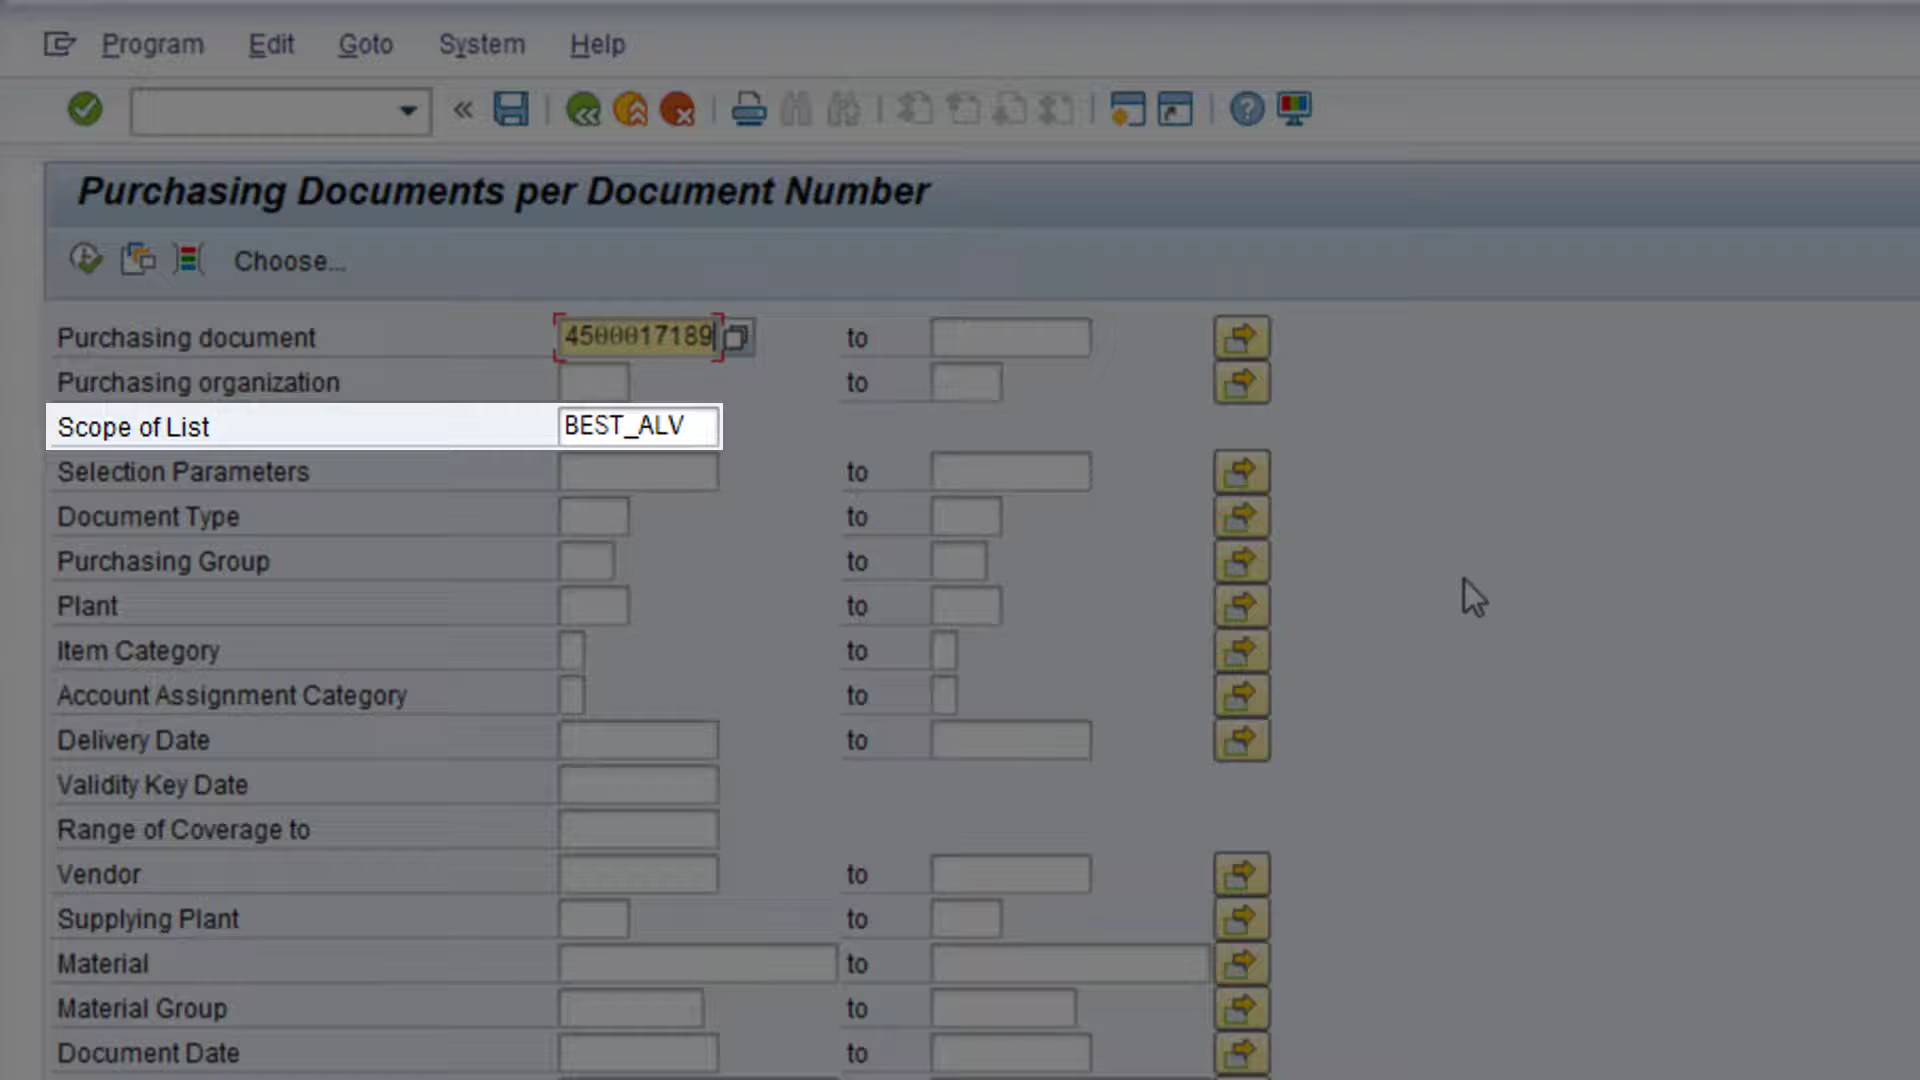 Program Edit Goto System Help
Purchasing Documents per Document Number
Choose...
Purchasing document 4500017189 to
Purchasing organization to
Scope of List BEST_ALV
Selection Parameters to
Document Type to
Purchasing Group to
Plant to
Item Category to
Account Assignment Category to
Delivery Date to
Validity Key Date
Range of Coverage to
Vendor to
Supplying Plant to
Material to
Material Group to
Document Date to